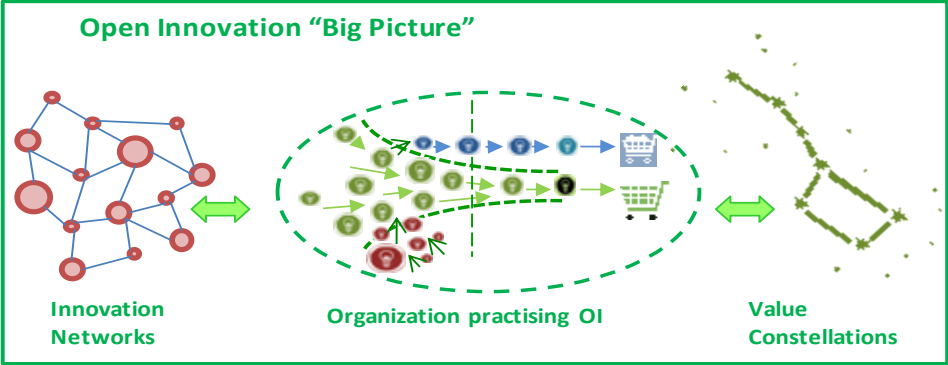 Open Innovation “Big Picture”
Innovation
Networks
Organization practising OI
Value
Constellations